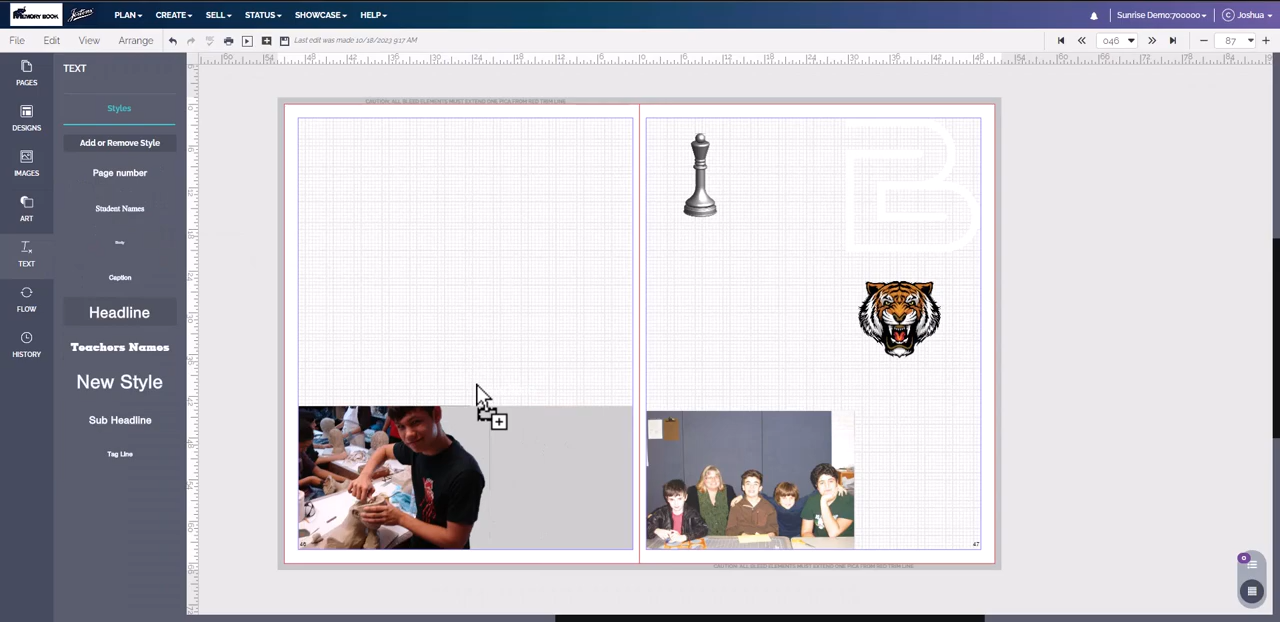 MEMORY BOOK Jostens PLAN CREATE SELL STATUS SHOWCASE HELP Sunrise Demo:700000 C Joshua
File Edit View Arrange Last edit was made 10/18/2023 9:17 AM 046 87
PAGES
DESIGNS
IMAGES
ART
TEXT
FLOW
HISTORY
TEXT
Styles
Add or Remove Style
Page number
Student Names
Body
Caption
Headline
Teachers Names
New Style
Sub Headline
Tag Line
CAUTION: ALL BLEED ELEMENTS MUST EXTEND ONE PICA FROM RED TRIM LINE
B
46
47
CAUTION: ALL BLEED ELEMENTS MUST EXTEND ONE PICA FROM RED TRIM LINE
0